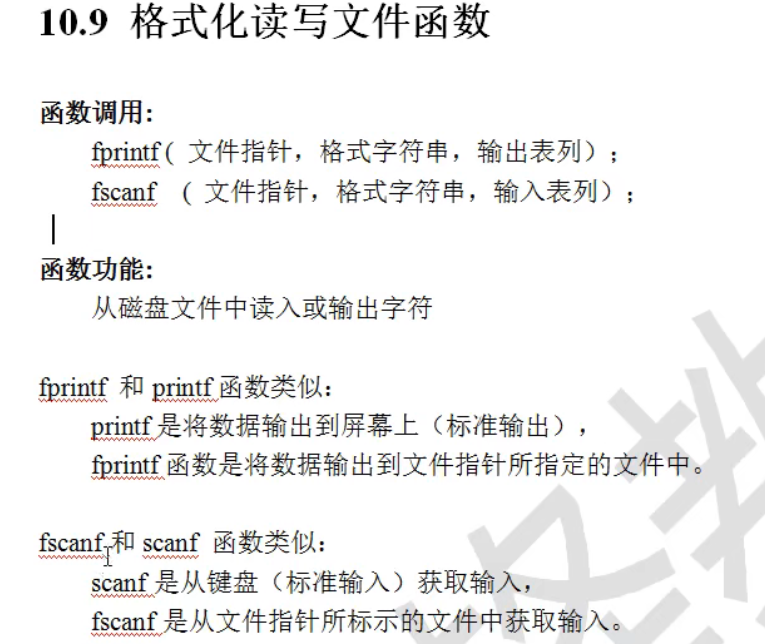 10.9 格式化读写文件函数
函数调用:
fprintf ( 文件指针，格式字符串，输出表列）；
fscanf （ 文件指针，格式字符串，输入表列）；
函数功能:
从磁盘文件中读入或输出字符
fprintf 和 printf 函数类似：
printf 是将数据输出到屏幕上（标准输出），
fprintf 函数是将数据输出到文件指针所指定的文件中。
fscanf 和 scanf 函数类似：
scanf 是从键盘（标准输入）获取输入，
fscanf 是从文件指针所标示的文件中获取输入。